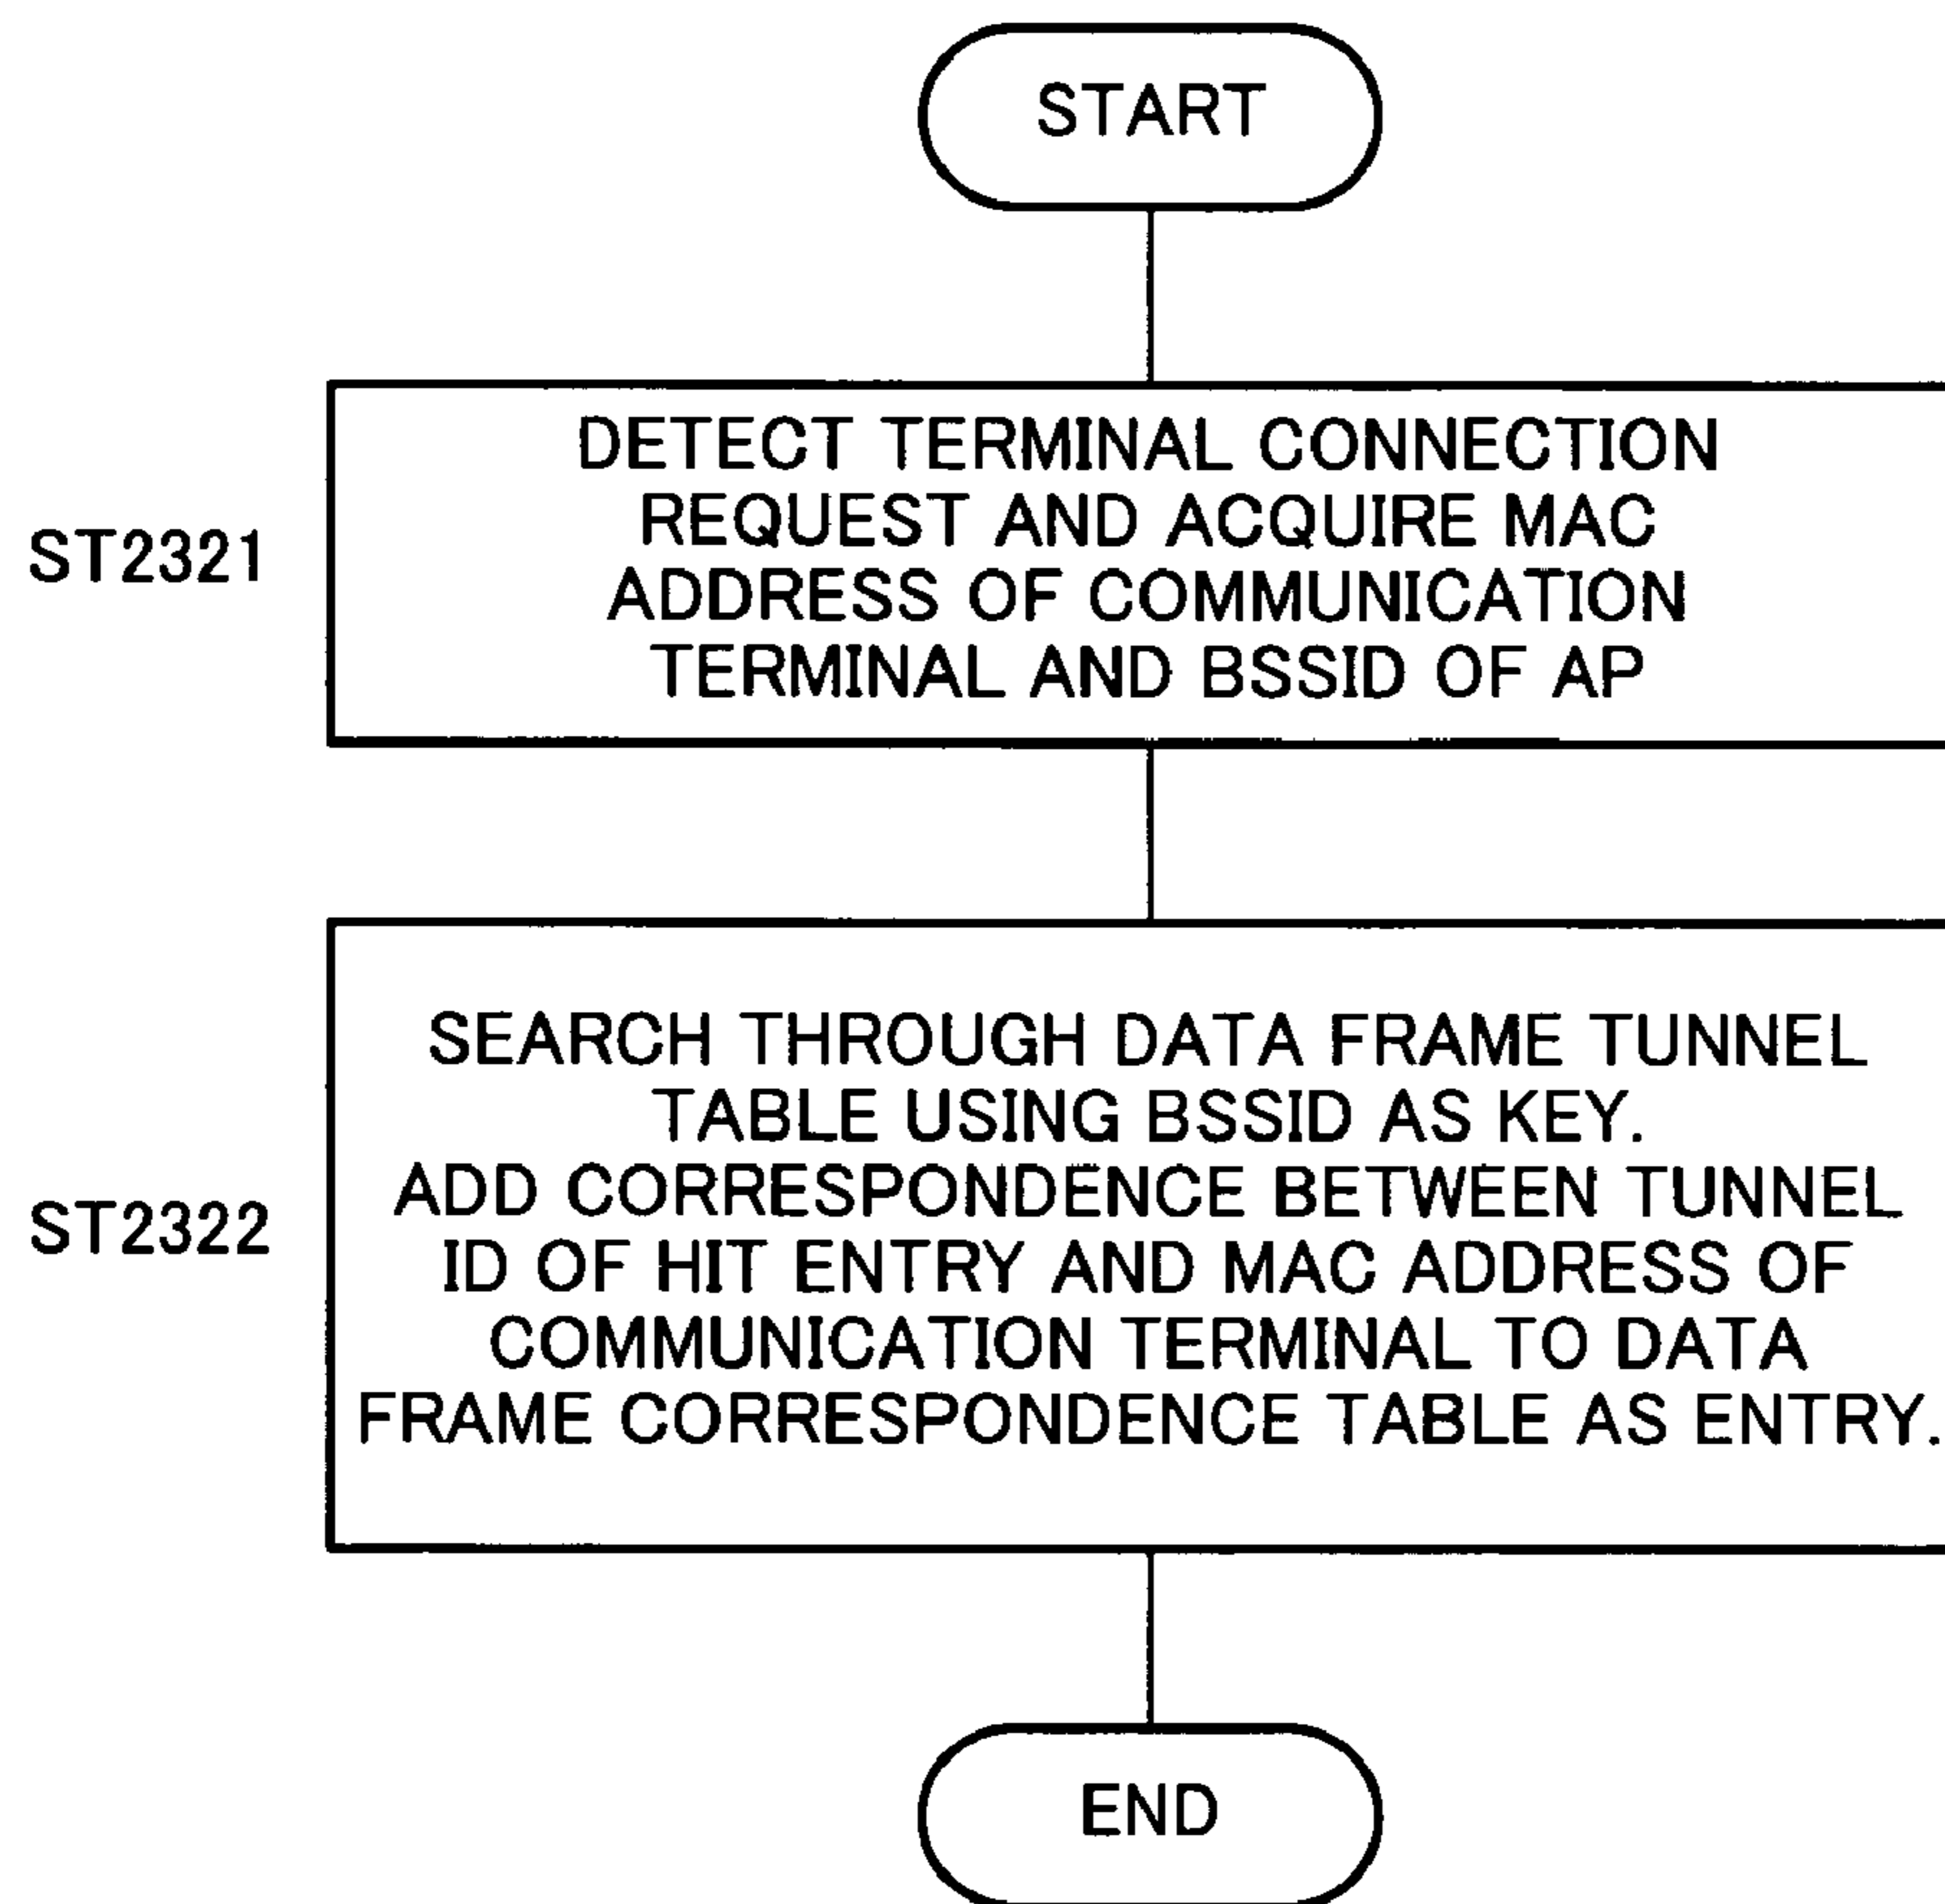 START
DETECT TERMINAL CONNECTION
REQUEST AND ACQUIRE MAC
ST2321
ADDRESS OF COMMUNICATION
TERMINAL AND BSSID OF AP
SEARCH THROUGH DATA FRAME TUNNEL
TABLE USING BSSID AS KEY.
ADD CORRESPONDENCE BETWEEN TUNNEL
ST2322
ID OF HIT ENTRY AND MAC ADDRESS OF
COMMUNICATION TERMINAL TO DATA
FRAME CORRESPONDENCE TABLE AS ENTRY.
END